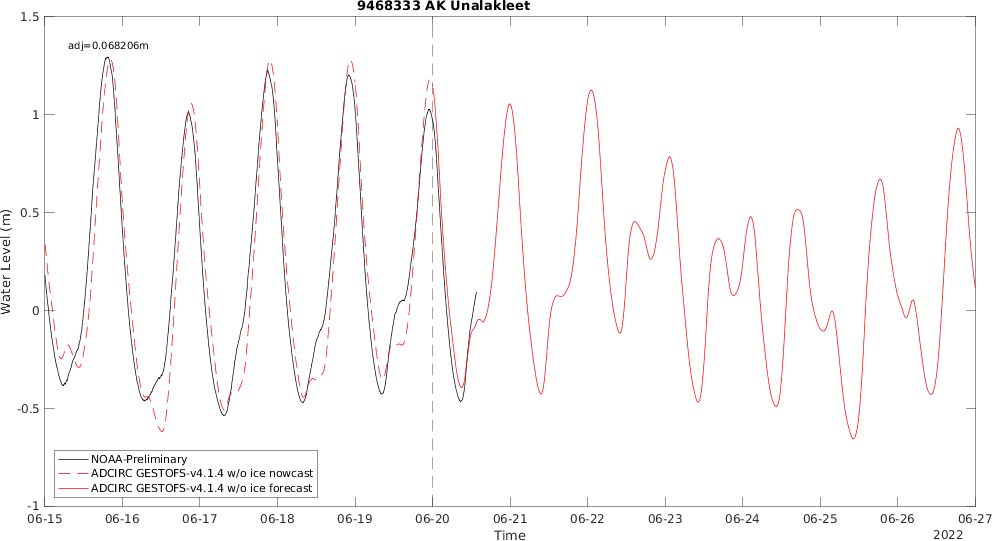 9468333 AK Unalakleet
adj=0.068206m
1.5
1
0.5
0
-0.5
-1
Water Level (m)
NOAA-Preliminary
ADCIRC GESTOFS-v4.1.4 w/o ice nowcast
ADCIRC GESTOFS-v4.1.4 w/o ice forecast
06-15 06-16 06-17 06-18 06-19 06-20 06-21 06-22 06-23 06-24 06-25 06-26 06-27
Time
2022